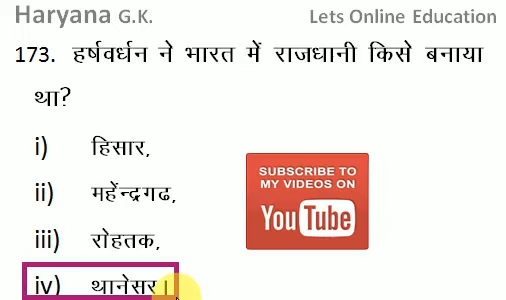 Haryana G.K.
Lets Online Education
173. हर्षवर्धन ने भारत में राजधानी किसे बनाया
था?
i) हिसार,
ii) महेंन्द्रगढ,
iii) रोहतक,
iv) थानेसर।
SUBSCRIBE TO
MY VIDEOS ON
YouTube